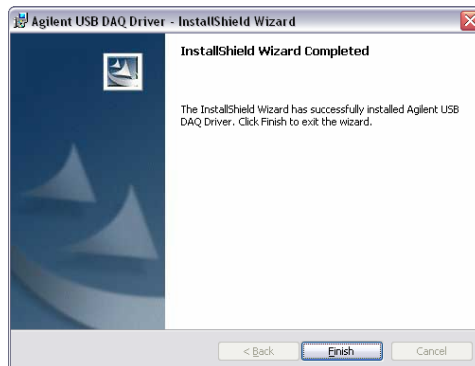 Agilent USB DAQ Driver - InstallShield Wizard
InstallShield Wizard Completed
The InstallShield Wizard has successfully installed Agilent USB
DAQ Driver. Click Finish to exit the wizard.
< Back
Finish
Cancel